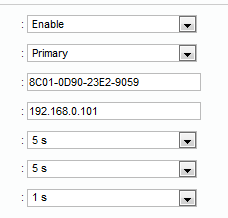 : Enable
: Primary
: 8C01-0D90-23E2-9059
: 192.168.0.101
: 5 s
: 5 s
: 1 s